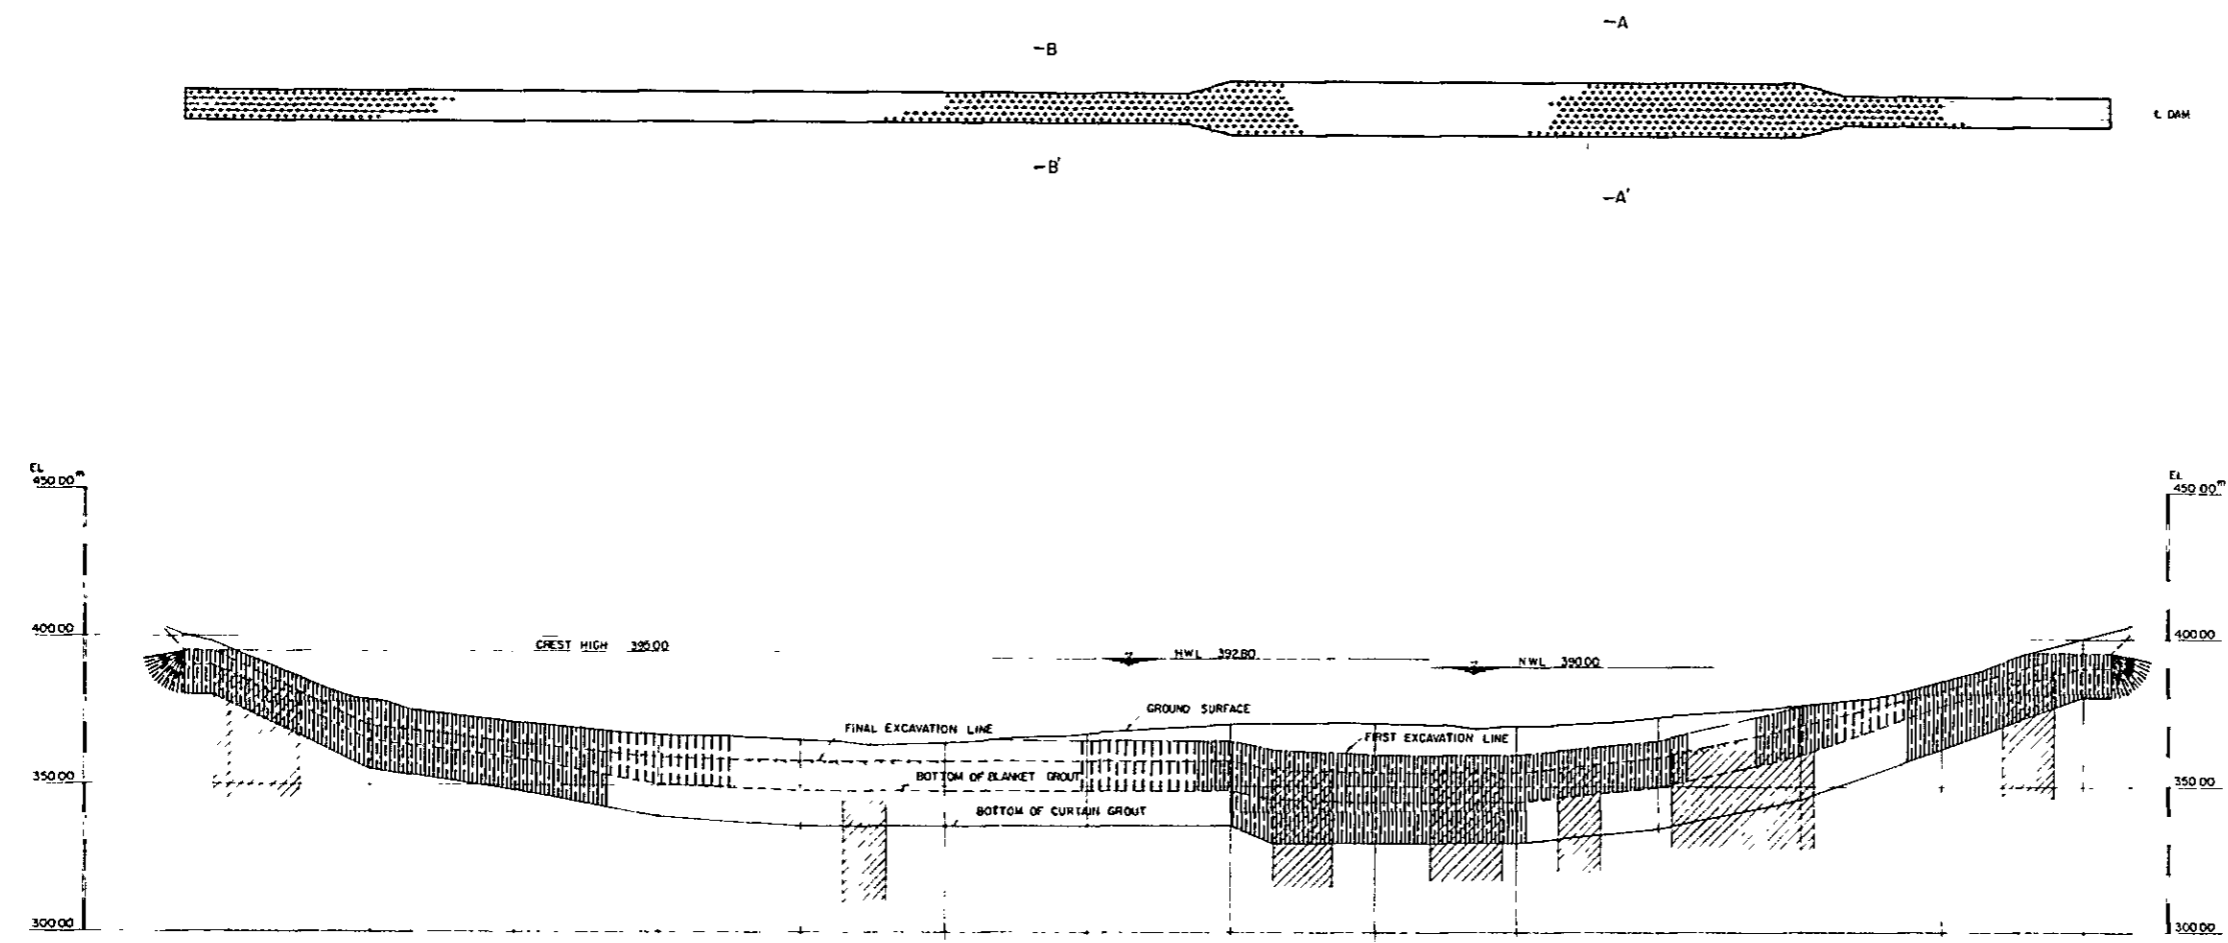 -A
-B
℄ DAM
-B'
-A'
EL
450.00m
EL
450.00m
400.00
400.00
CREST HIGH 395.00
HWL 392.80
NWL 390.00
GROUND SURFACE
FINAL EXCAVATION LINE
FIRST EXCAVATION LINE
350.00
BOTTOM OF BLANKET GROUT
350.00
BOTTOM OF CURTAIN GROUT
300.00
300.00